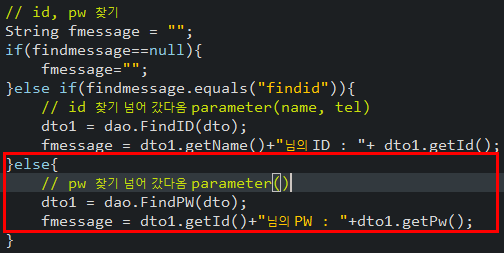 // id, pw 찾기
String fmessage = "";
if(findmessage==null){
fmessage="";
}else if(findmessage.equals("findid")){
// id 찾기 넘어 갔다옴 parameter(name, tel)
dto1 = dao.FindID(dto);
fmessage = dto1.getName()+"님의 ID : "+ dto1.getId();
}else{
// pw 찾기 넘어 갔다옴 parameter()
dto1 = dao.FindPW(dto);
fmessage = dto1.getId()+"님의 PW : "+dto1.getPw();
}